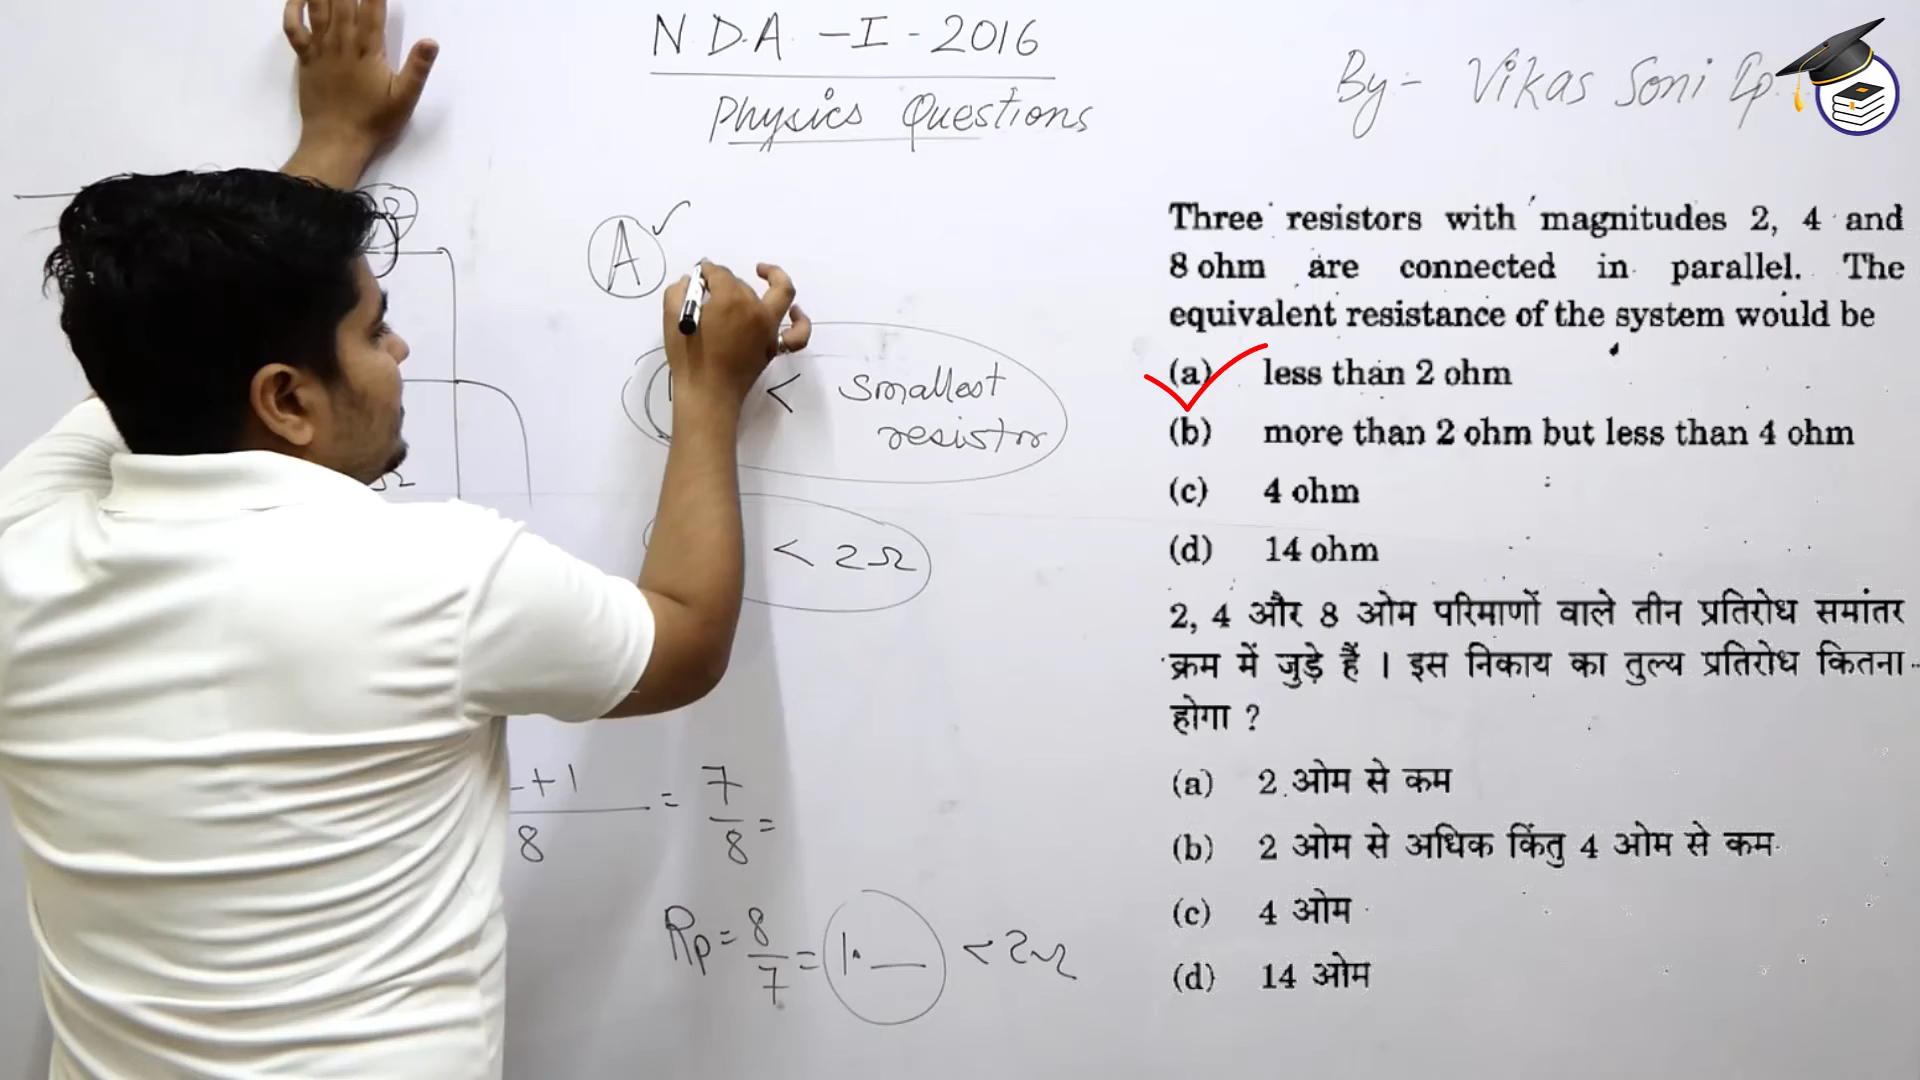 N.D.A. - I - 2016
Physics Questions
By - Vikas Soni
A
< Smallest
resistor
< 2Ω
Ω
+1
8
= 7
8 =
Rp = 8
7
= 1. < 2Ω
Three resistors with magnitudes 2, 4 and
8 ohm are connected in parallel. The
equivalent resistance of the system would be
(a) less than 2 ohm
(b) more than 2 ohm but less than 4 ohm
(c) 4 ohm
(d) 14 ohm
2, 4 और 8 ओम परिमाणों वाले तीन प्रतिरोध समांतर
क्रम में जुड़े हैं । इस निकाय का तुल्य प्रतिरोध कितना
होगा ?
(a) 2 ओम से कम
(b) 2 ओम से अधिक किंतु 4 ओम से कम
(c) 4 ओम
(d) 14 ओम